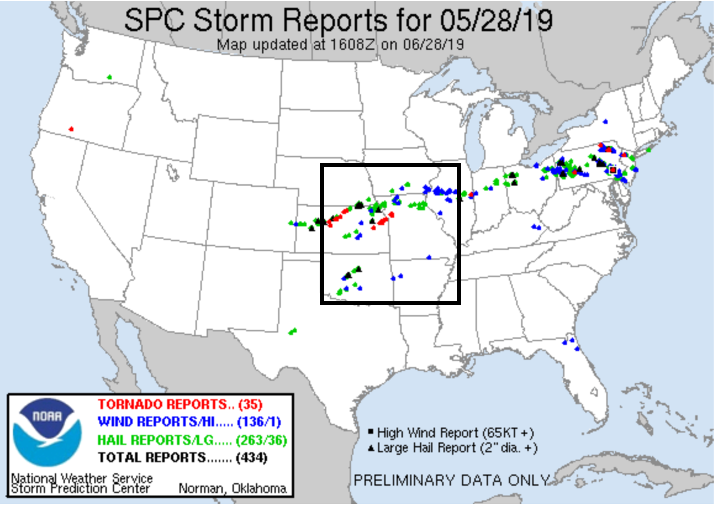 SPC Storm Reports for 05/28/19
Map updated at 1608Z on 06/28/19
TORNADO REPORTS.. (35)
WIND REPORTS/HI..... (136/1)
HAIL REPORTS/LG..... (263/36)
TOTAL REPORTS....... (434)
NOAA
National Weather Service
Storm Prediction Center
Norman, Oklahoma
High Wind Report (65KT +)
Large Hail Report (2" dia. +)
PRELIMINARY DATA ONLY